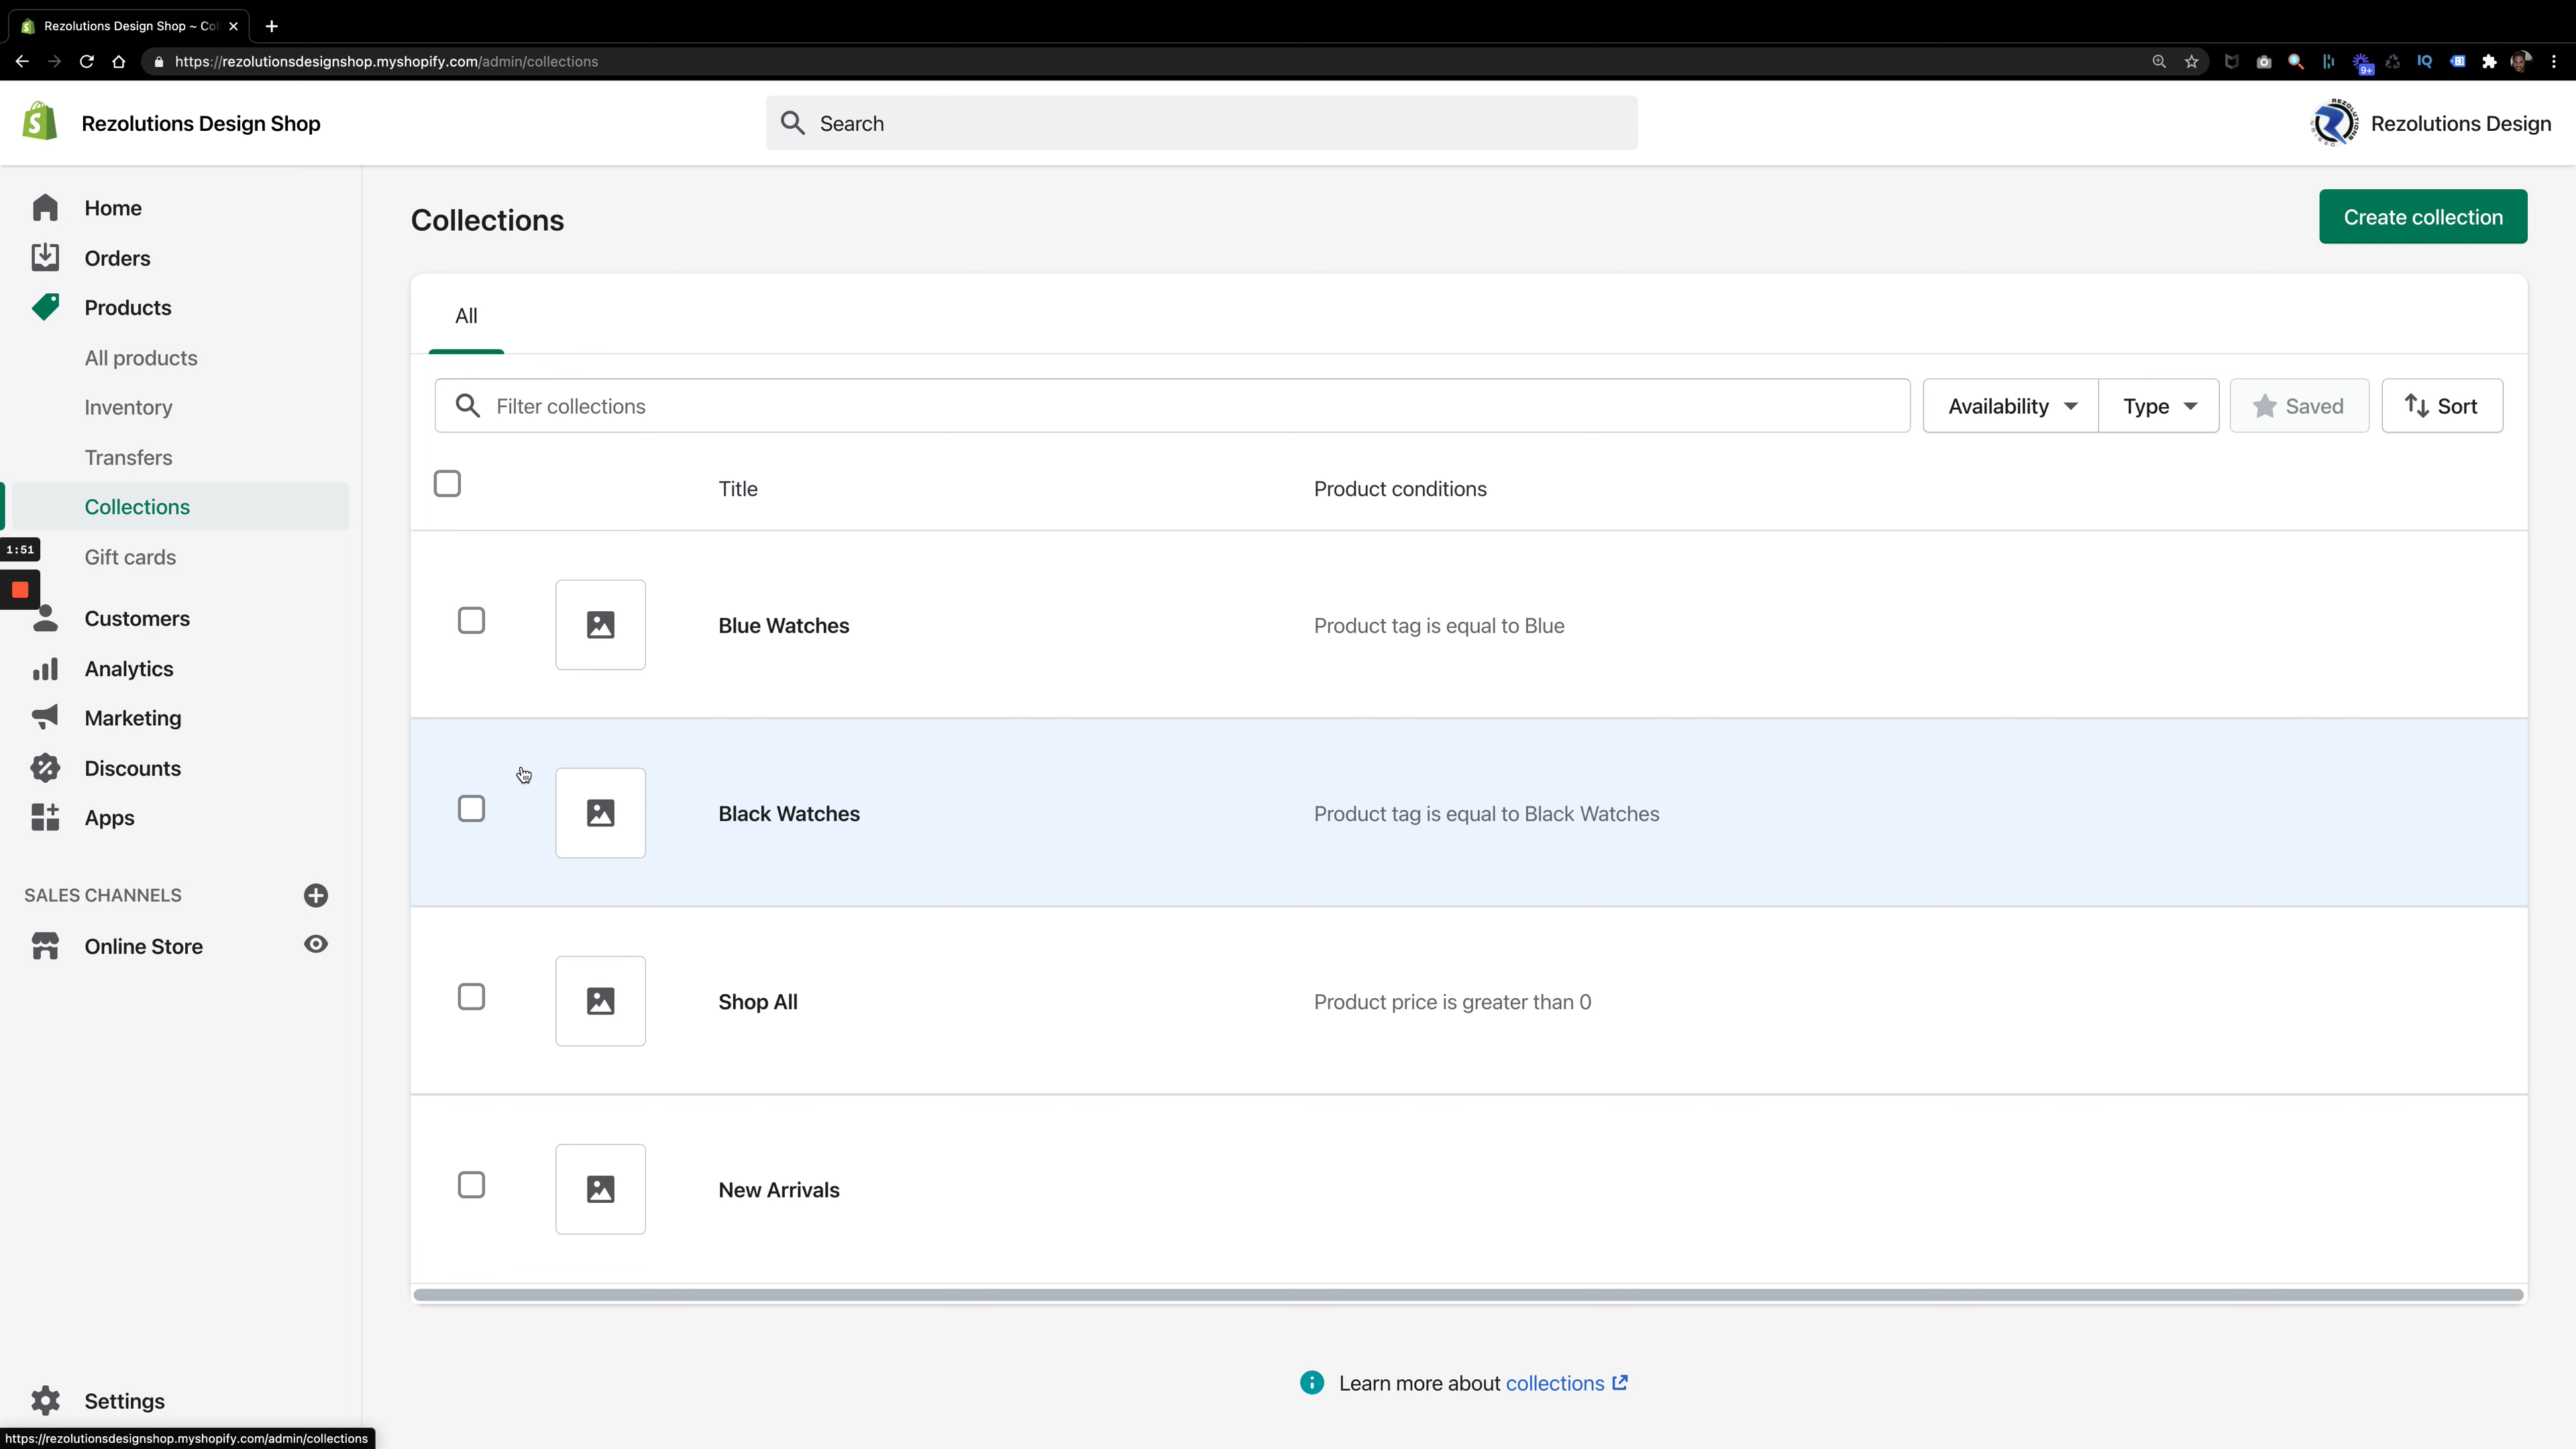 Rezolutions Design Shop ~ Col
https://rezolutionsdesignshop.myshopify.com/admin/collections
IQ
9+
Rezolutions Design Shop
Search
Rezolutions Design
Home
Orders
Products
All products
Inventory
Transfers
Collections
Gift cards
1:51
Customers
Analytics
Marketing
Discounts
Apps
SALES CHANNELS
Online Store
Settings
Collections
Create collection
All
Filter collections
Availability
Type
Saved
Sort
Title
Product conditions
Blue Watches
Product tag is equal to Blue
Black Watches
Product tag is equal to Black Watches
Shop All
Product price is greater than 0
New Arrivals
Learn more about collections
https://rezolutionsdesignshop.myshopify.com/admin/collections